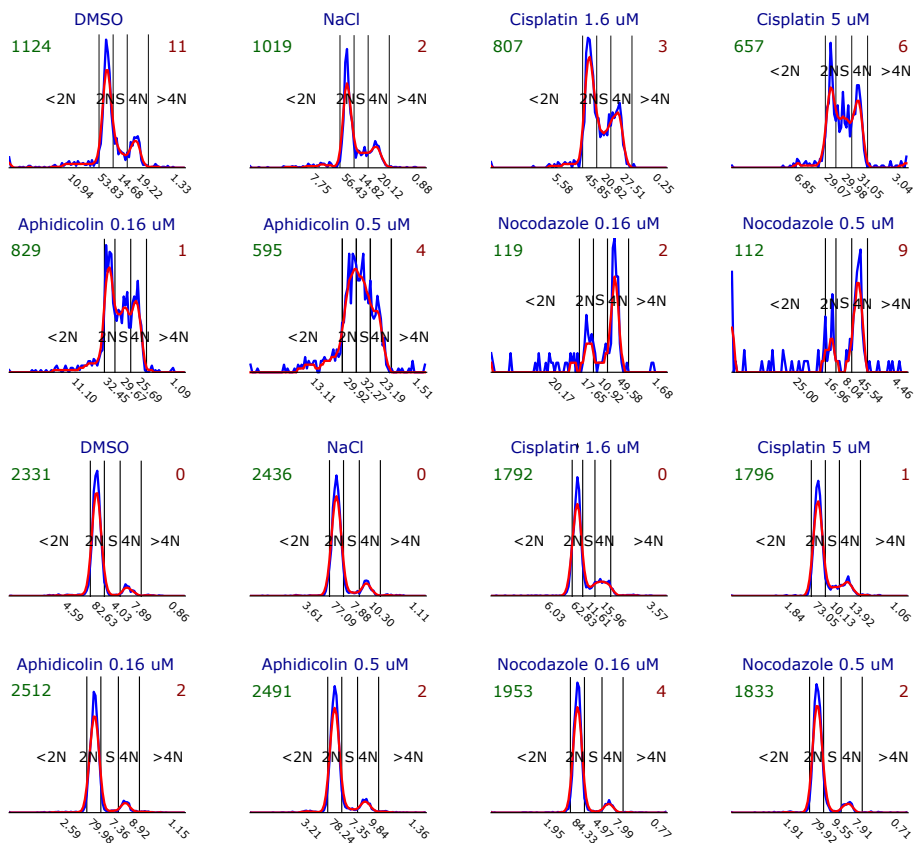 DMSO NaCl Cisplatin 1.6 uM Cisplatin 5 uM
1124 11 1019 2 807 3 657 6
<2N 2N S 4N >4N <2N 2N S 4N >4N <2N 2N S 4N >4N <2N 2N S 4N >4N
10.94 53.83 14.68 19.22 1.33 7.75 56.43 14.82 20.12 0.88 5.58 45.85 20.82 27.51 0.25 6.85 29.07 29.98 31.05 3.04
Aphidicolin 0.16 uM Aphidicolin 0.5 uM Nocodazole 0.16 uM Nocodazole 0.5 uM
829 1 595 4 119 2 112 9
<2N 2N S 4N >4N <2N 2N S 4N >4N <2N 2N S 4N >4N <2N 2N S 4N >4N
11.10 32.45 29.67 25.69 1.09 13.11 29.92 32.27 23.19 1.51 20.17 17.65 10.92 49.58 1.68 25.00 16.96 8.04 45.54 4.46
DMSO NaCl Cisplatin 1.6 uM Cisplatin 5 uM
2331 0 2436 0 1792 0 1796 1
<2N 2N S 4N >4N <2N 2N S 4N >4N <2N 2N S 4N >4N <2N 2N S 4N >4N
4.59 82.63 4.03 7.89 0.86 3.61 77.09 7.88 10.30 1.11 6.03 62.83 11.61 15.96 3.57 1.84 73.05 10.13 13.92 1.06
Aphidicolin 0.16 uM Aphidicolin 0.5 uM Nocodazole 0.16 uM Nocodazole 0.5 uM
2512 2 2491 2 1953 4 1833 2
<2N 2N S 4N >4N <2N 2N S 4N >4N <2N 2N S 4N >4N <2N 2N S 4N >4N
2.59 79.98 7.36 8.92 1.15 3.21 78.24 7.35 9.84 1.36 1.95 84.33 4.97 7.99 0.77 1.91 79.92 9.55 7.91 0.71